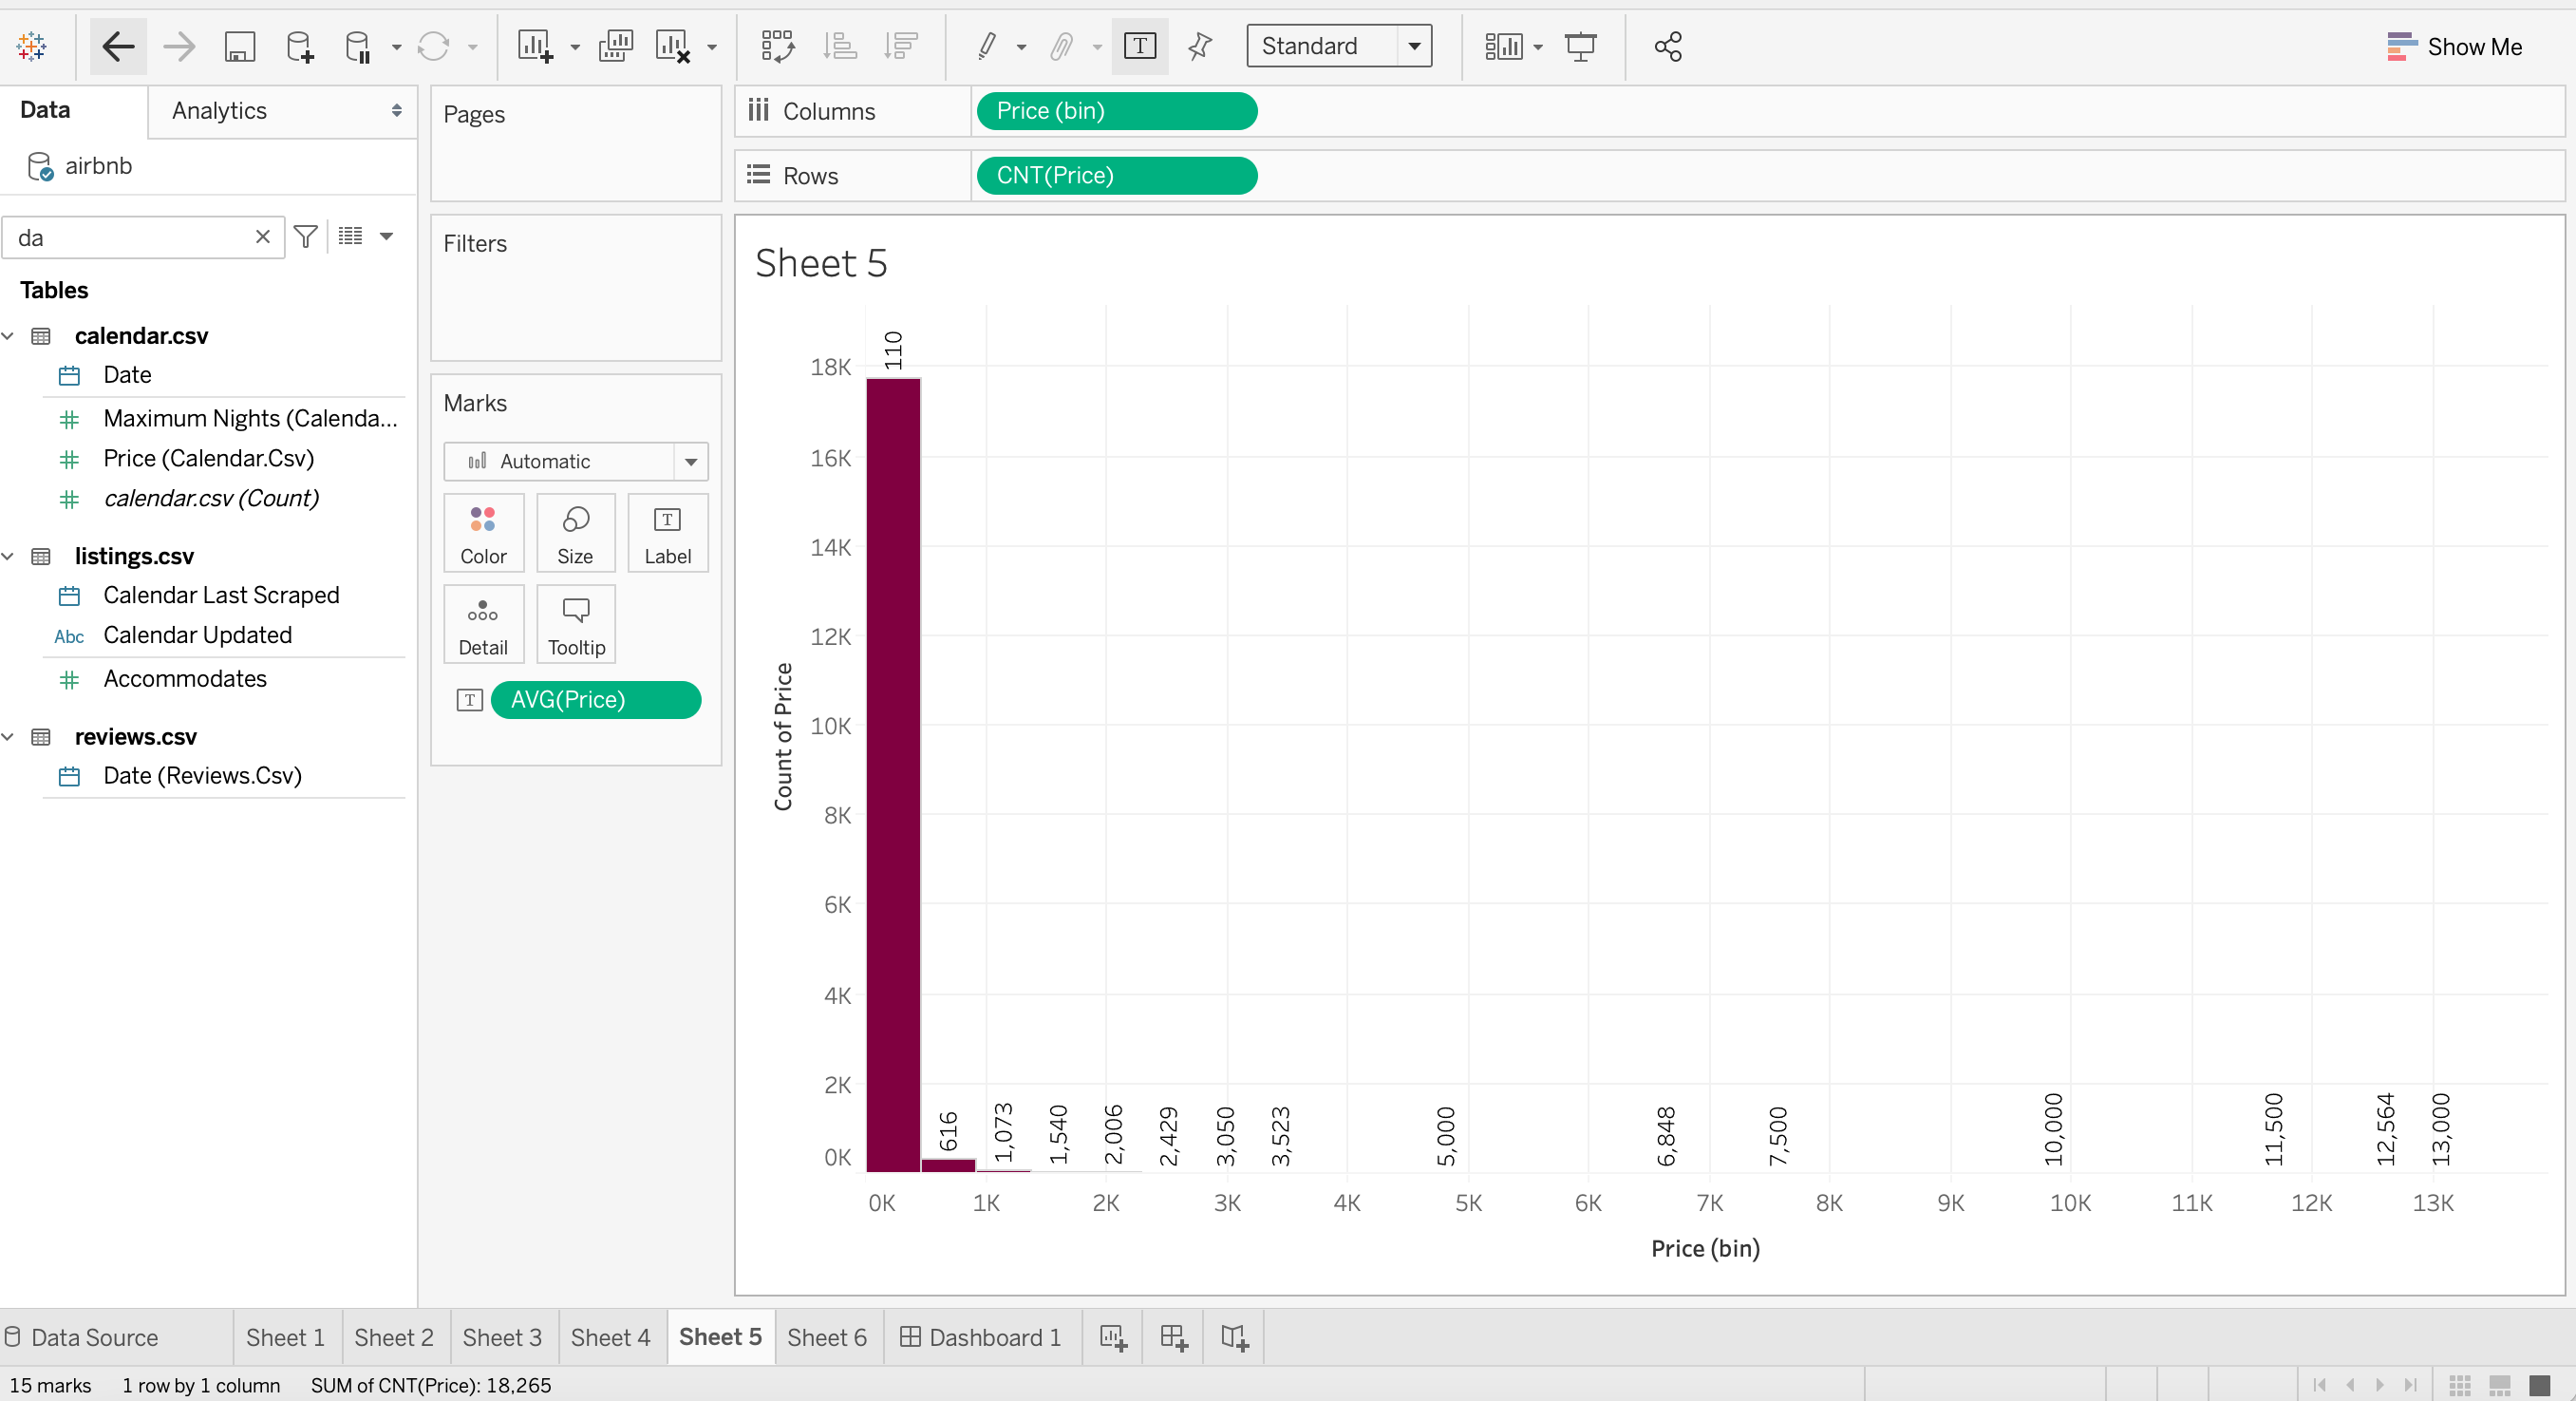 Standard
Show Me
Data
Analytics
airbnb
da
Tables
calendar.csv
Date
Maximum Nights (Calenda...
Price (Calendar.Csv)
calendar.csv (Count)
listings.csv
Calendar Last Scraped
Abc Calendar Updated
Accommodates
reviews.csv
Date (Reviews.Csv)
Pages
Filters
Marks
Automatic
Color
Size
T
Label
Detail
Tooltip
T AVG(Price)
Columns
Price (bin)
Rows
CNT(Price)
Sheet 5
Count of Price
18K
16K
14K
12K
10K
8K
6K
4K
2K
0K
110
616
1,073
1,540
2,006
2,429
3,050
3,523
5,000
6,848
7,500
10,000
11,500
12,564
13,000
0K 1K 2K 3K 4K 5K 6K 7K 8K 9K 10K 11K 12K 13K
Price (bin)
Data Source
Sheet 1
Sheet 2
Sheet 3
Sheet 4
Sheet 5
Sheet 6
Dashboard 1
15 marks 1 row by 1 column SUM of CNT(Price): 18,265